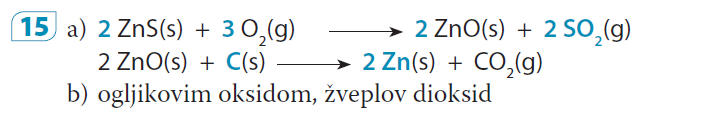 15 a) 2 ZnS(s) + 3 O₂(g) ⟶ 2 ZnO(s) + 2 SO₂(g)
2 ZnO(s) + C(s) ⟶ 2 Zn(s) + CO₂(g)
b) ogljikovim oksidom, žveplov dioksid